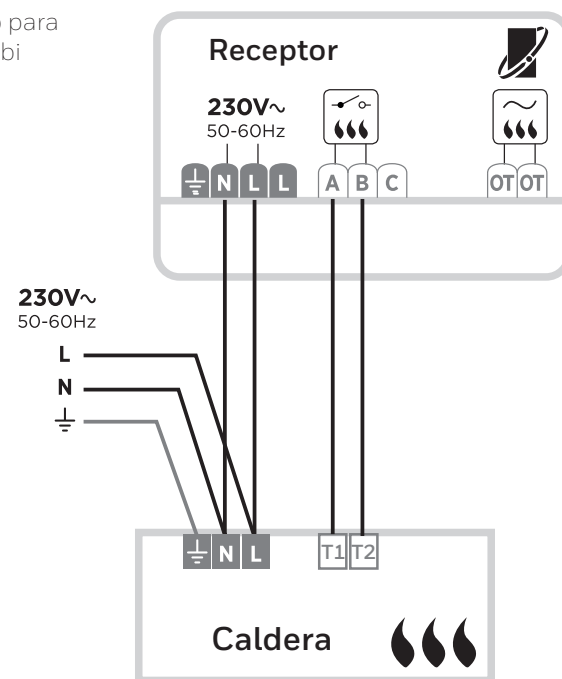 para
bi
Receptor
230V~
50-60Hz
N L L A B C OT OT
230V~
50-60Hz
L
N
N L T1 T2
Caldera